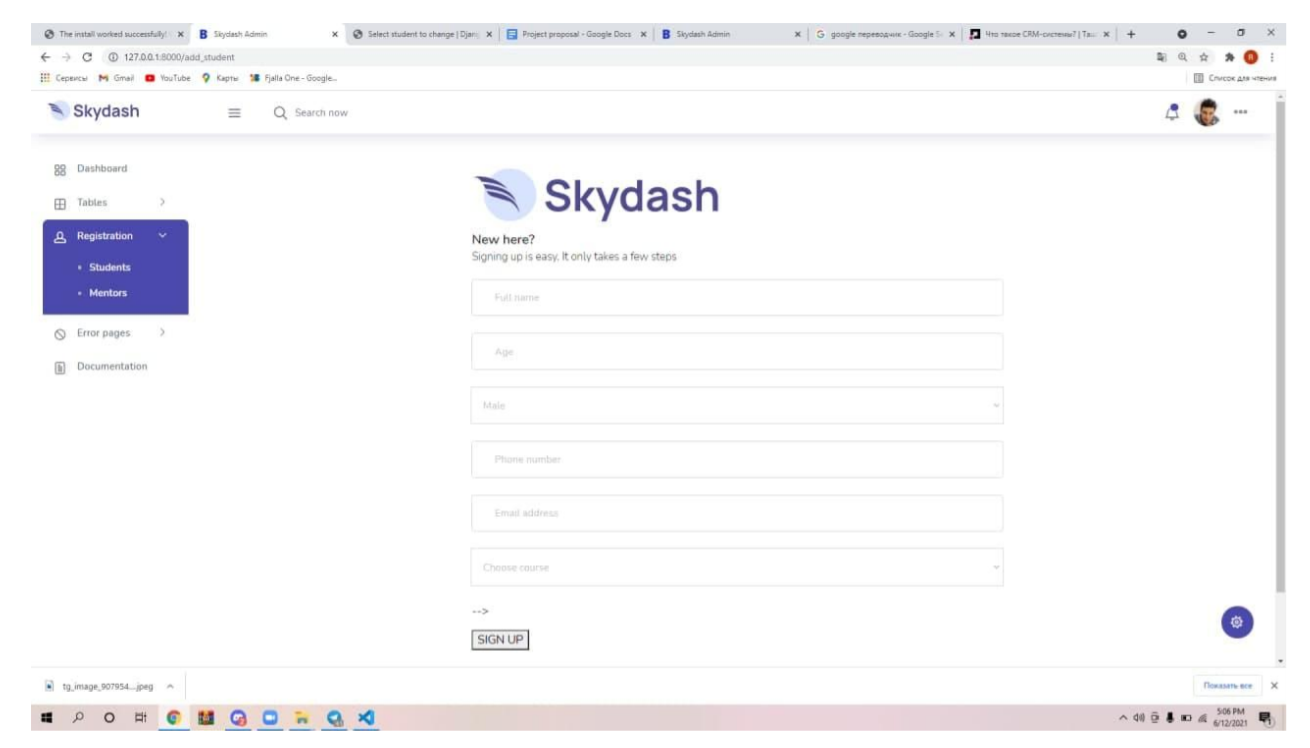 The install worked successfully!
Skydash Admin
Select student to change | Djan
Project proposal - Google Docs
Skydash Admin
google переводчик - Google S
Что такое CRM-системы? | Tau
127.0.0.1:8000/add_student
Сервисы
Gmail
YouTube
Карты
Fjalla One - Google...
Список для чтения
Skydash
Search now
Dashboard
Tables
Registration
Students
Mentors
Error pages
Documentation
Skydash
New here?
Signing up is easy. It only takes a few steps
Full name
Age
Male
Phone number
Email address
Choose course
-->
SIGN UP
tg_image_907954....jpeg
Показать все
5:06 PM
6/12/2021